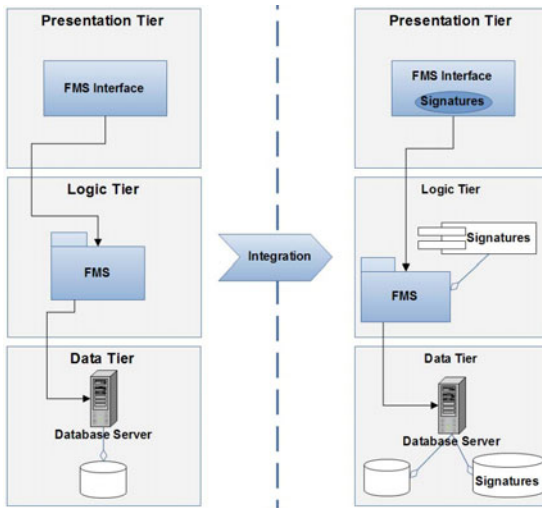 Presentation Tier
FMS Interface
Logic Tier
FMS
Data Tier
Database Server
Integration
Presentation Tier
FMS Interface
Signatures
Logic Tier
Signatures
FMS
Data Tier
Database Server
Signatures